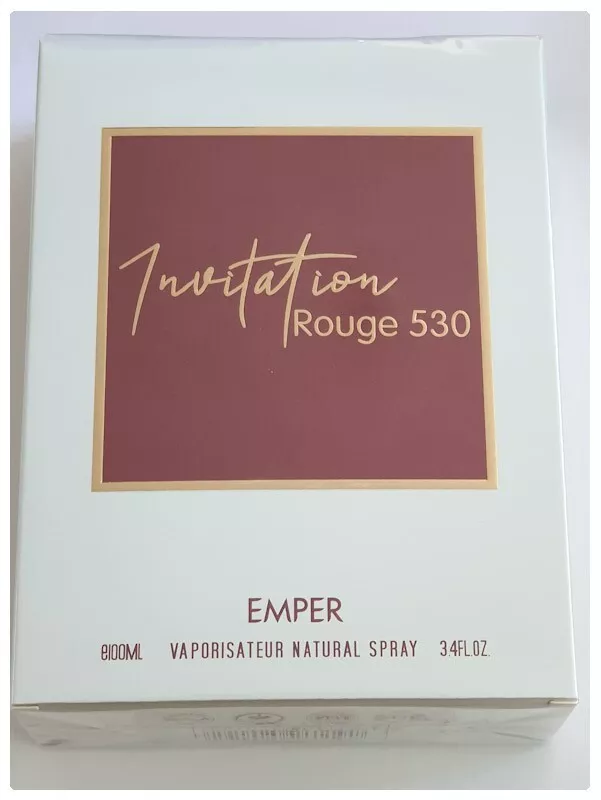 Invitation
Rouge 530
EMPER
e100ML VAPORISATEUR NATURAL SPRAY 3.4FL.OZ.